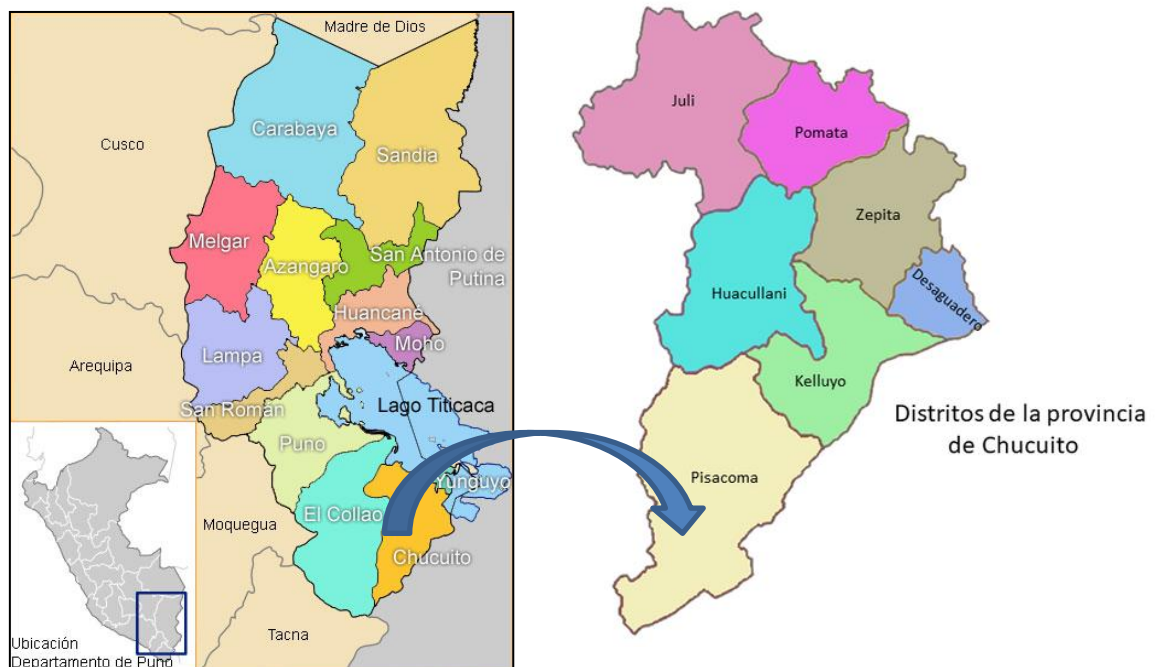 Madre de Dios
Cusco
Carabaya
Sandia
Melgar
Azangaro
San Antonio de
Putina
Huancané
Moho
Lampa
Arequipa
San Román
Lago Titicaca
Puno
Yunguyo
El Collao
Moquegua
Chucuito
Tacna
Ubicación
Departamento de Puno
Juli
Pomata
Zepita
Huacullani
Desaguadero
Kelluyo
Pisacoma
Distritos de la provincia
de Chucuito